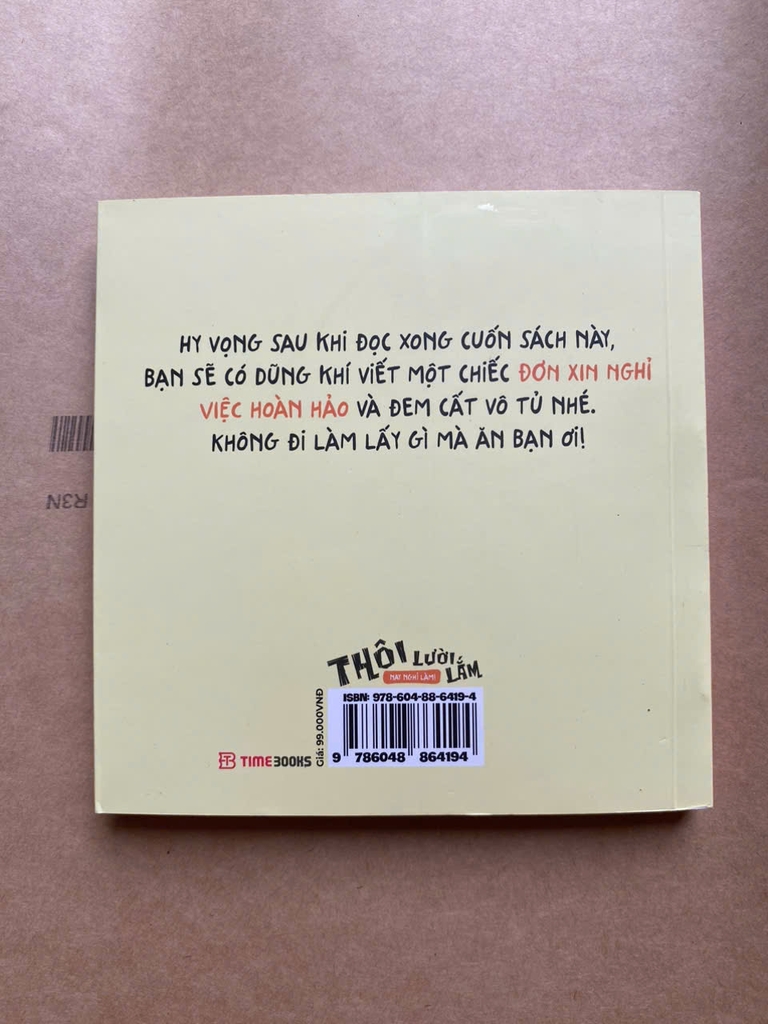 HY VỌNG SAU KHI ĐỌC XONG CUỐN SÁCH NÀY,
BẠN SẼ CÓ DŨNG KHÍ VIẾT MỘT CHIẾC ĐƠN XIN NGHỈ
VIỆC HOÀN HẢO VÀ ĐEM CẤT VÔ TỦ NHÉ.
KHÔNG ĐI LÀM LẤY GÌ MÀ ĂN BẠN ƠI!
R3N
THÔI LƯỜI LẮM
NAY NGHỈ LÀM!
ISBN: 978-604-88-6419-4
Giá: 99.000VNĐ
9 786048 864194
TIMEBOOKS